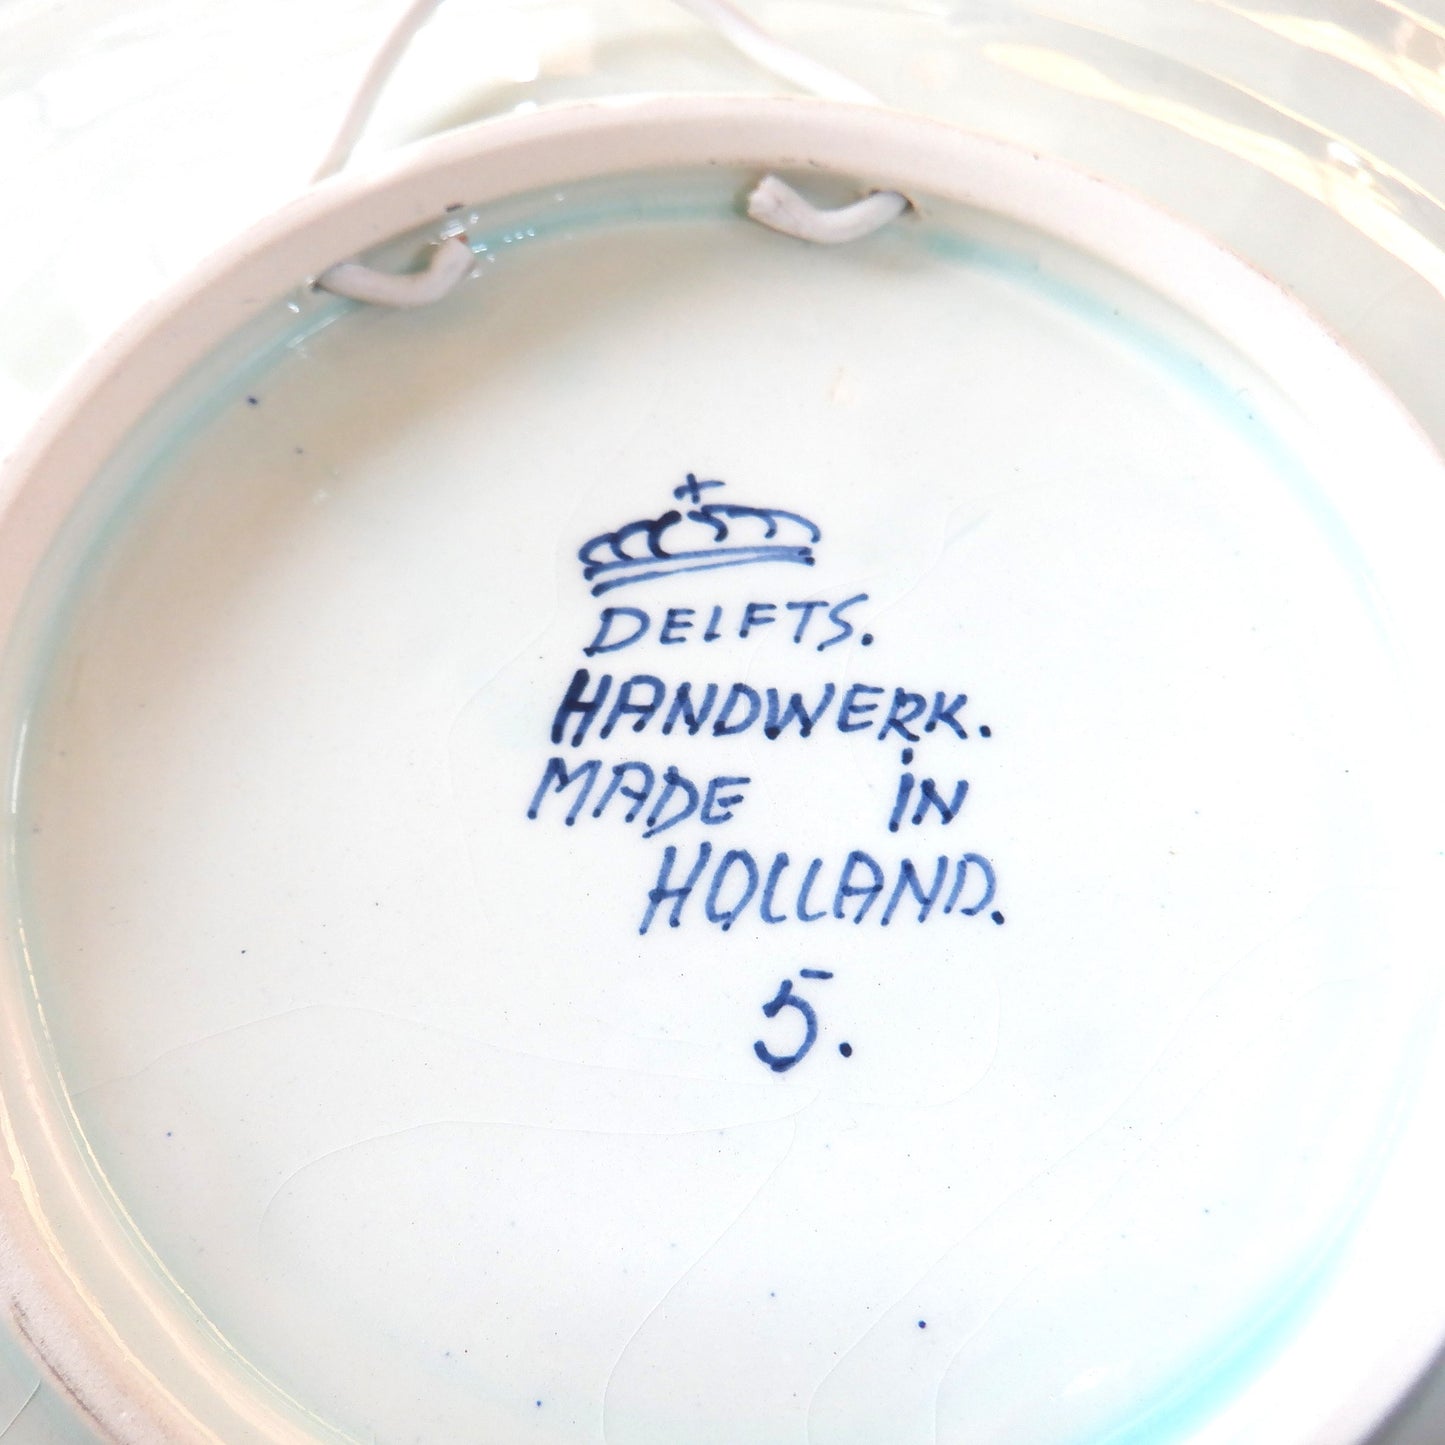 DELFTS.
HANDWERK.
MADE iN
HOLLAND.
5.